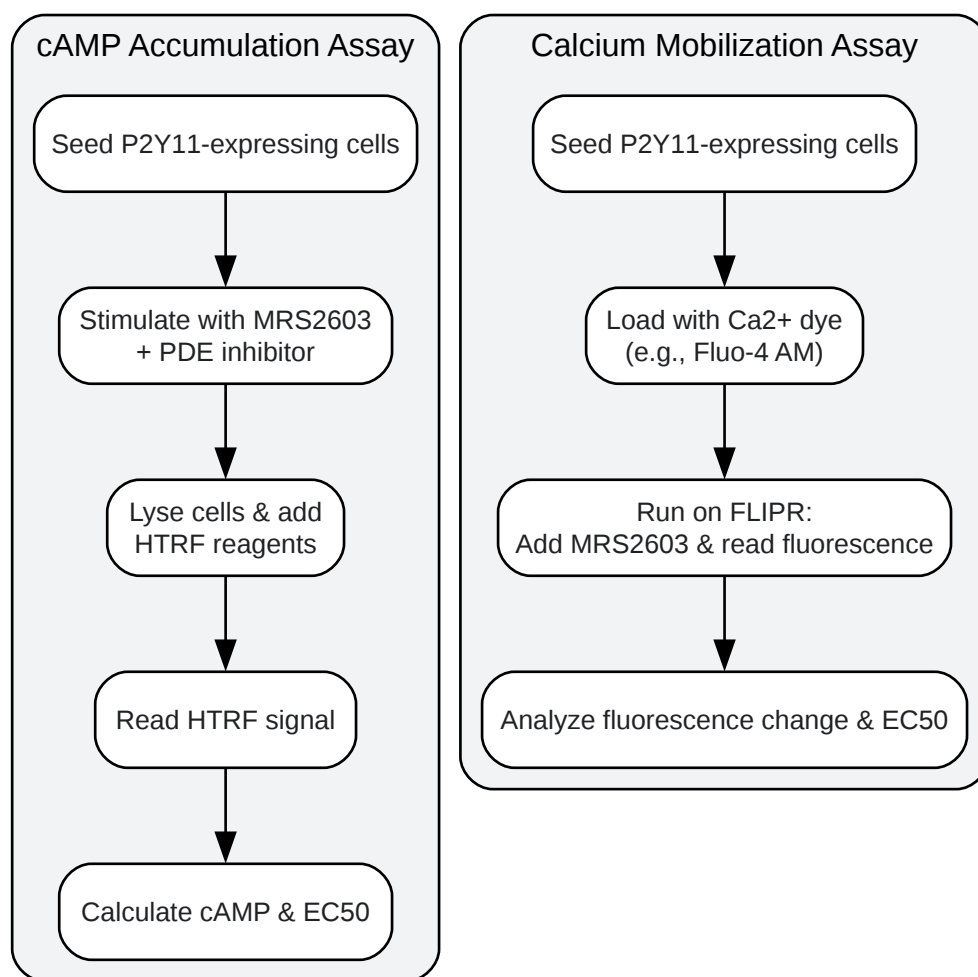 cAMP Accumulation Assay
Seed P2Y11-expressing cells
Stimulate with MRS2603
+ PDE inhibitor
Lyse cells & add
HTRF reagents
Read HTRF signal
Calculate cAMP & EC50
Calcium Mobilization Assay
Seed P2Y11-expressing cells
Load with Ca2+ dye
(e.g., Fluo-4 AM)
Run on FLIPR:
Add MRS2603 & read fluorescence
Analyze fluorescence change & EC50